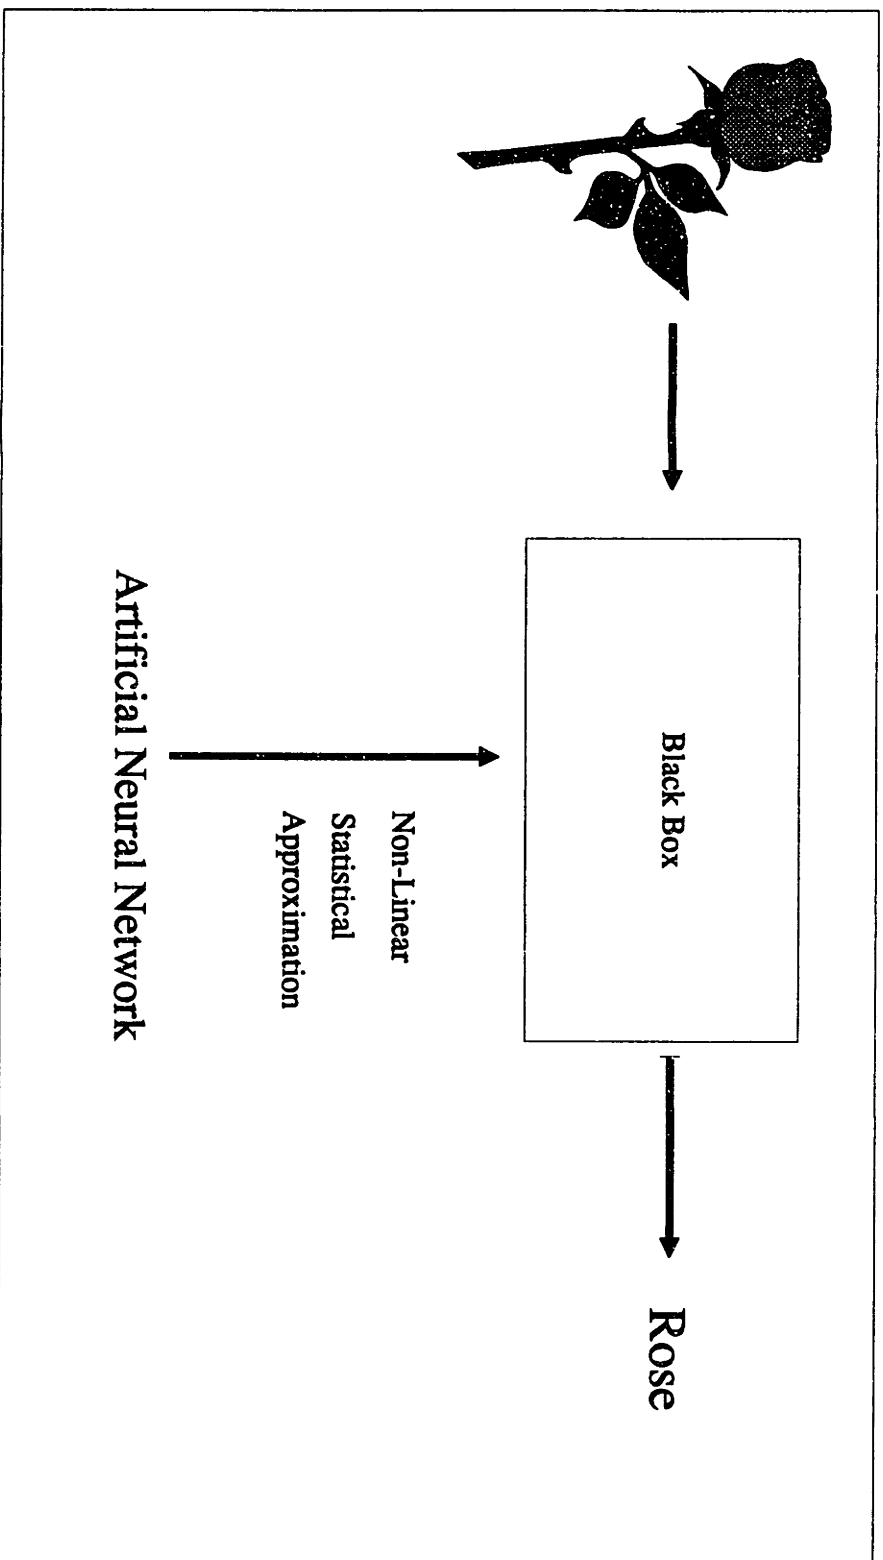 Black Box
Rose
Non-Linear
Statistical
Approximation
Artificial Neural Network